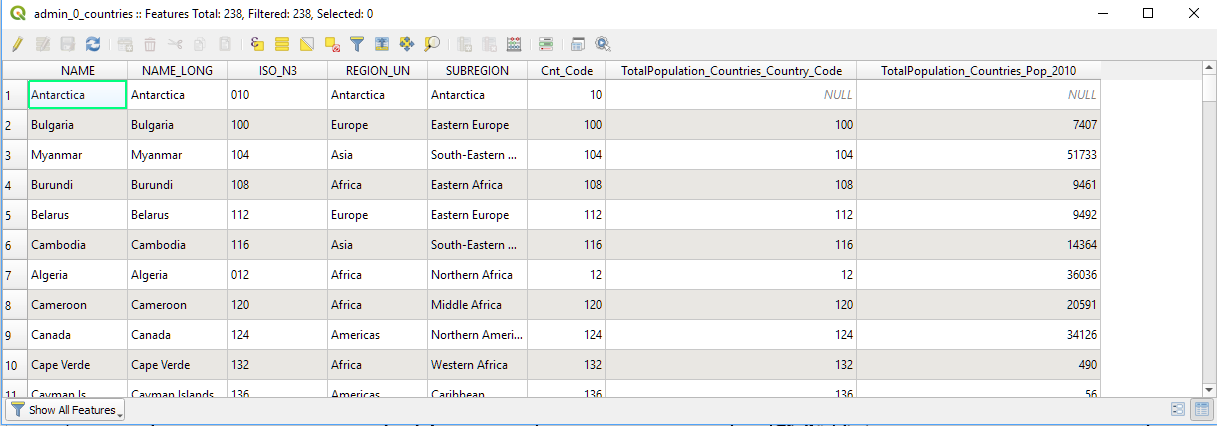 admin_0_countries :: Features Total: 238, Filtered: 238, Selected: 0
NAME NAME_LONG ISO_N3 REGION_UN SUBREGION Cnt_Code TotalPopulation_Countries_Country_Code TotalPopulation_Countries_Pop_2010
1 Antarctica Antarctica 010 Antarctica Antarctica 10 NULL NULL
2 Bulgaria Bulgaria 100 Europe Eastern Europe 100 100 7407
3 Myanmar Myanmar 104 Asia South-Eastern ... 104 104 51733
4 Burundi Burundi 108 Africa Eastern Africa 108 108 9461
5 Belarus Belarus 112 Europe Eastern Europe 112 112 9492
6 Cambodia Cambodia 116 Asia South-Eastern ... 116 116 14364
7 Algeria Algeria 012 Africa Northern Africa 12 12 36036
8 Cameroon Cameroon 120 Africa Middle Africa 120 120 20591
9 Canada Canada 124 Americas Northern Ameri... 124 124 34126
10 Cape Verde Cape Verde 132 Africa Western Africa 132 132 490
11 Cayman Is. Cayman Islands 136 Americas Caribbean 136 136 56
Show All Features